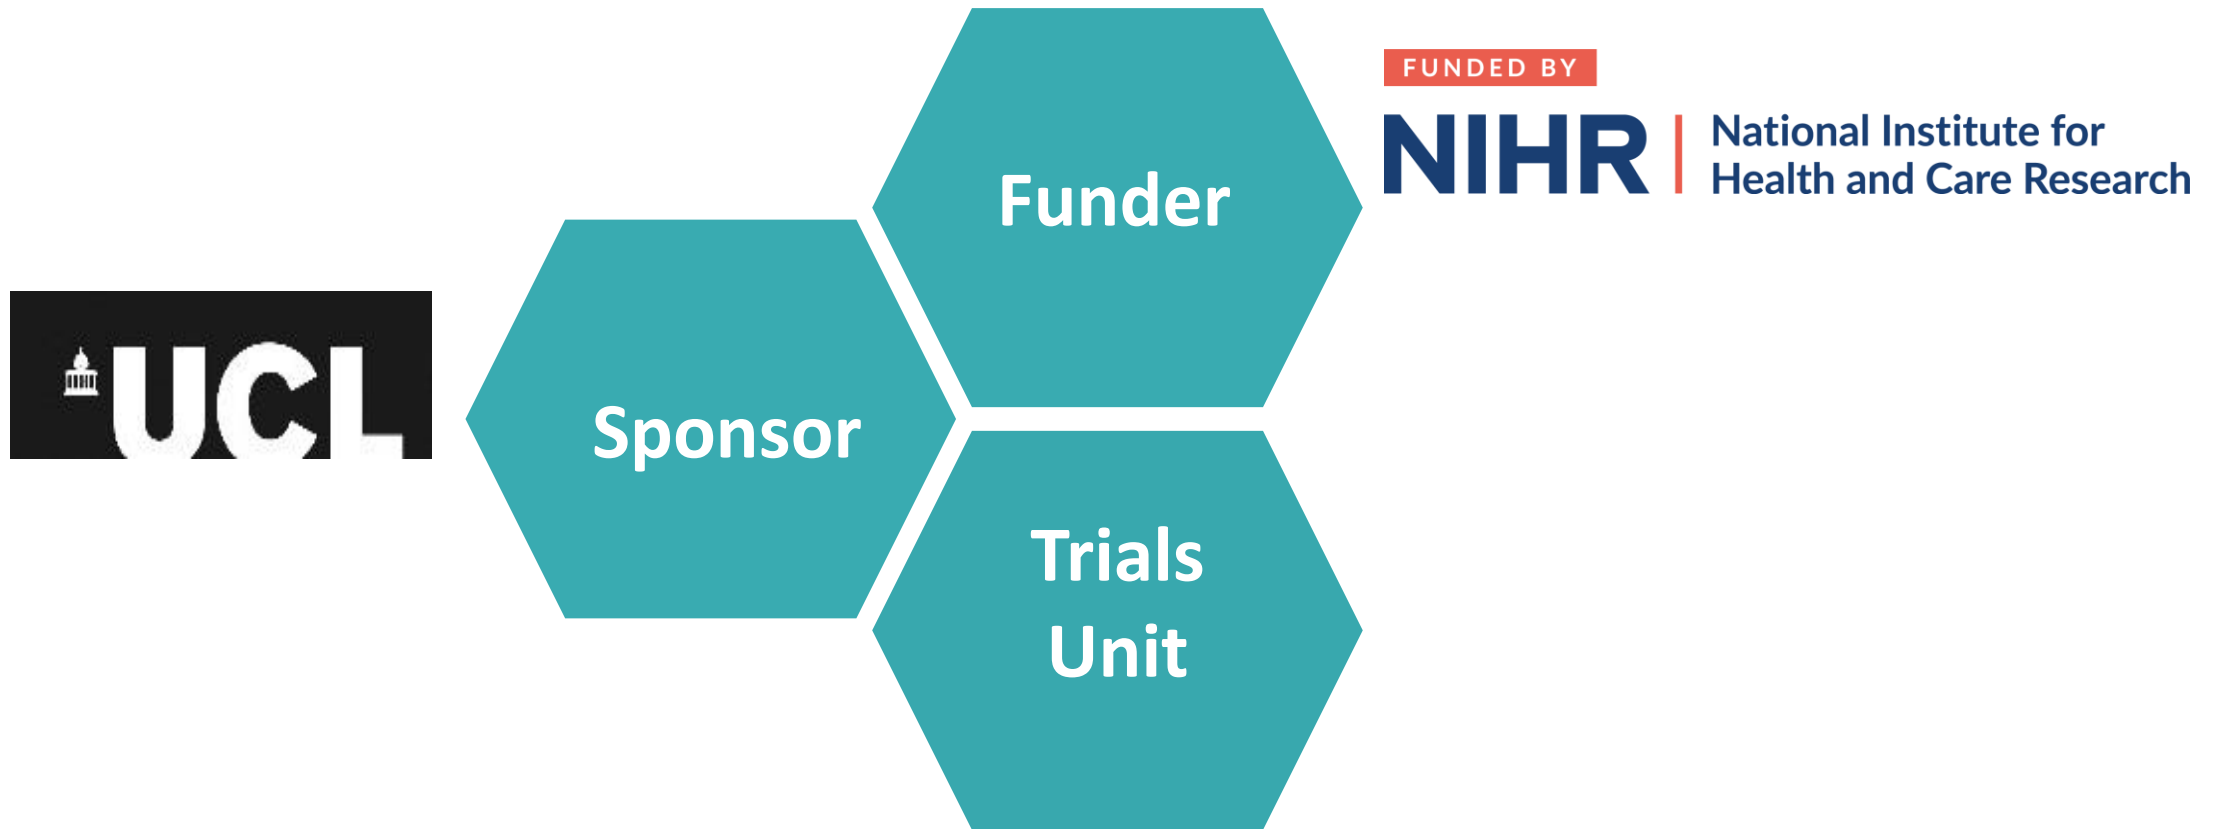 FUNDED BY
NIHR
National Institute for
Health and Care Research
Funder
UCL
Sponsor
Trials
Unit